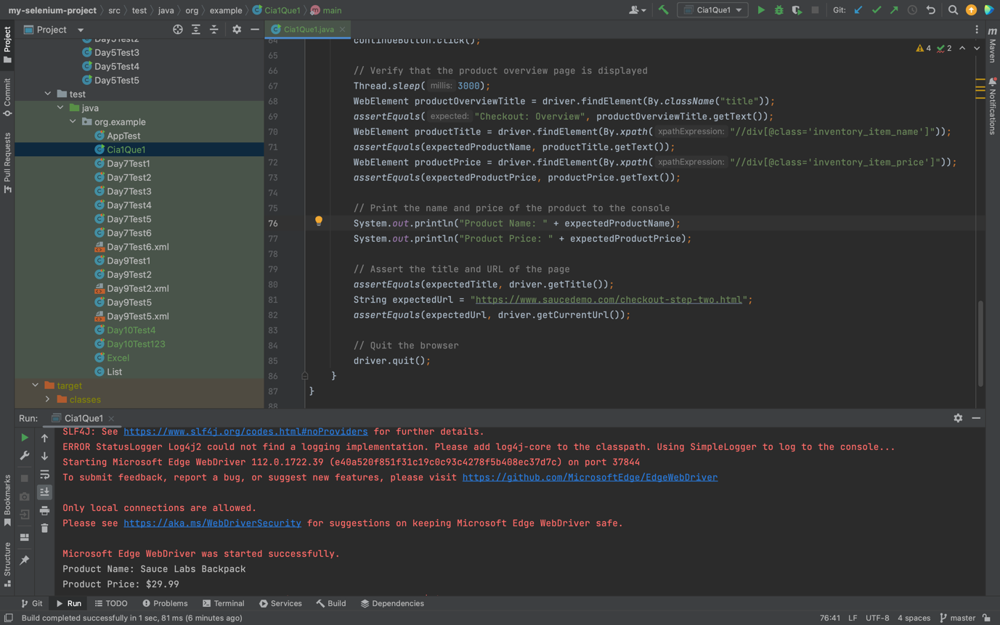 my-selenium-project 〉 src 〉 test 〉 java 〉 org 〉 example 〉 Cia1Que1 〉 main
Cia1Que1
Git:
Project
Cia1Que1.java
Project
Commit
Pull Requests
Bookmarks
Structure
Maven
Notifications
Day5Test2
Day5Test3
Day5Test4
Day5Test5
test
java
org.example
AppTest
Cia1Que1
Day7Test1
Day7Test2
Day7Test3
Day7Test4
Day7Test5
Day7Test6
Day7Test6.xml
Day9Test1
Day9Test2
Day9Test2.xml
Day9Test5
Day9Test5.xml
Day10Test4
Day10Test123
Excel
List
target
classes
4 2
64 continueButton.click();
65
66 // Verify that the product overview page is displayed
67 Thread.sleep( millis: 3000);
68 WebElement productOverviewTitle = driver.findElement(By.className("title"));
69 assertEquals( expected: "Checkout: Overview", productOverviewTitle.getText());
70 WebElement productTitle = driver.findElement(By.xpath( xpathExpression: "//div[@class='inventory_item_name']"));
71 assertEquals(expectedProductName, productTitle.getText());
72 WebElement productPrice = driver.findElement(By.xpath( xpathExpression: "//div[@class='inventory_item_price']"));
73 assertEquals(expectedProductPrice, productPrice.getText());
74
75 // Print the name and price of the product to the console
76 System.out.println("Product Name: " + expectedProductName);
77 System.out.println("Product Price: " + expectedProductPrice);
78
79 // Assert the title and URL of the page
80 assertEquals(expectedTitle, driver.getTitle());
81 String expectedUrl = "https://www.saucedemo.com/checkout-step-two.html";
82 assertEquals(expectedUrl, driver.getCurrentUrl());
83
84 // Quit the browser
85 driver.quit();
86 }
87 }
88
Run: Cia1Que1
SLF4J: See https://www.slf4j.org/codes.html#noProviders for further details.
ERROR StatusLogger Log4j2 could not find a logging implementation. Please add log4j-core to the classpath. Using SimpleLogger to log to the console...
Starting Microsoft Edge WebDriver 112.0.1722.39 (e40a520f851f31c19c0c93c4278f5b408ec37d7c) on port 37844
To submit feedback, report a bug, or suggest new features, please visit https://github.com/MicrosoftEdge/EdgeWebDriver
Only local connections are allowed.
Please see https://aka.ms/WebDriverSecurity for suggestions on keeping Microsoft Edge WebDriver safe.
Microsoft Edge WebDriver was started successfully.
Product Name: Sauce Labs Backpack
Product Price: $29.99
Git Run TODO Problems Terminal Services Build Dependencies
Build completed successfully in 1 sec, 81 ms (6 minutes ago) 76:41 LF UTF-8 4 spaces master